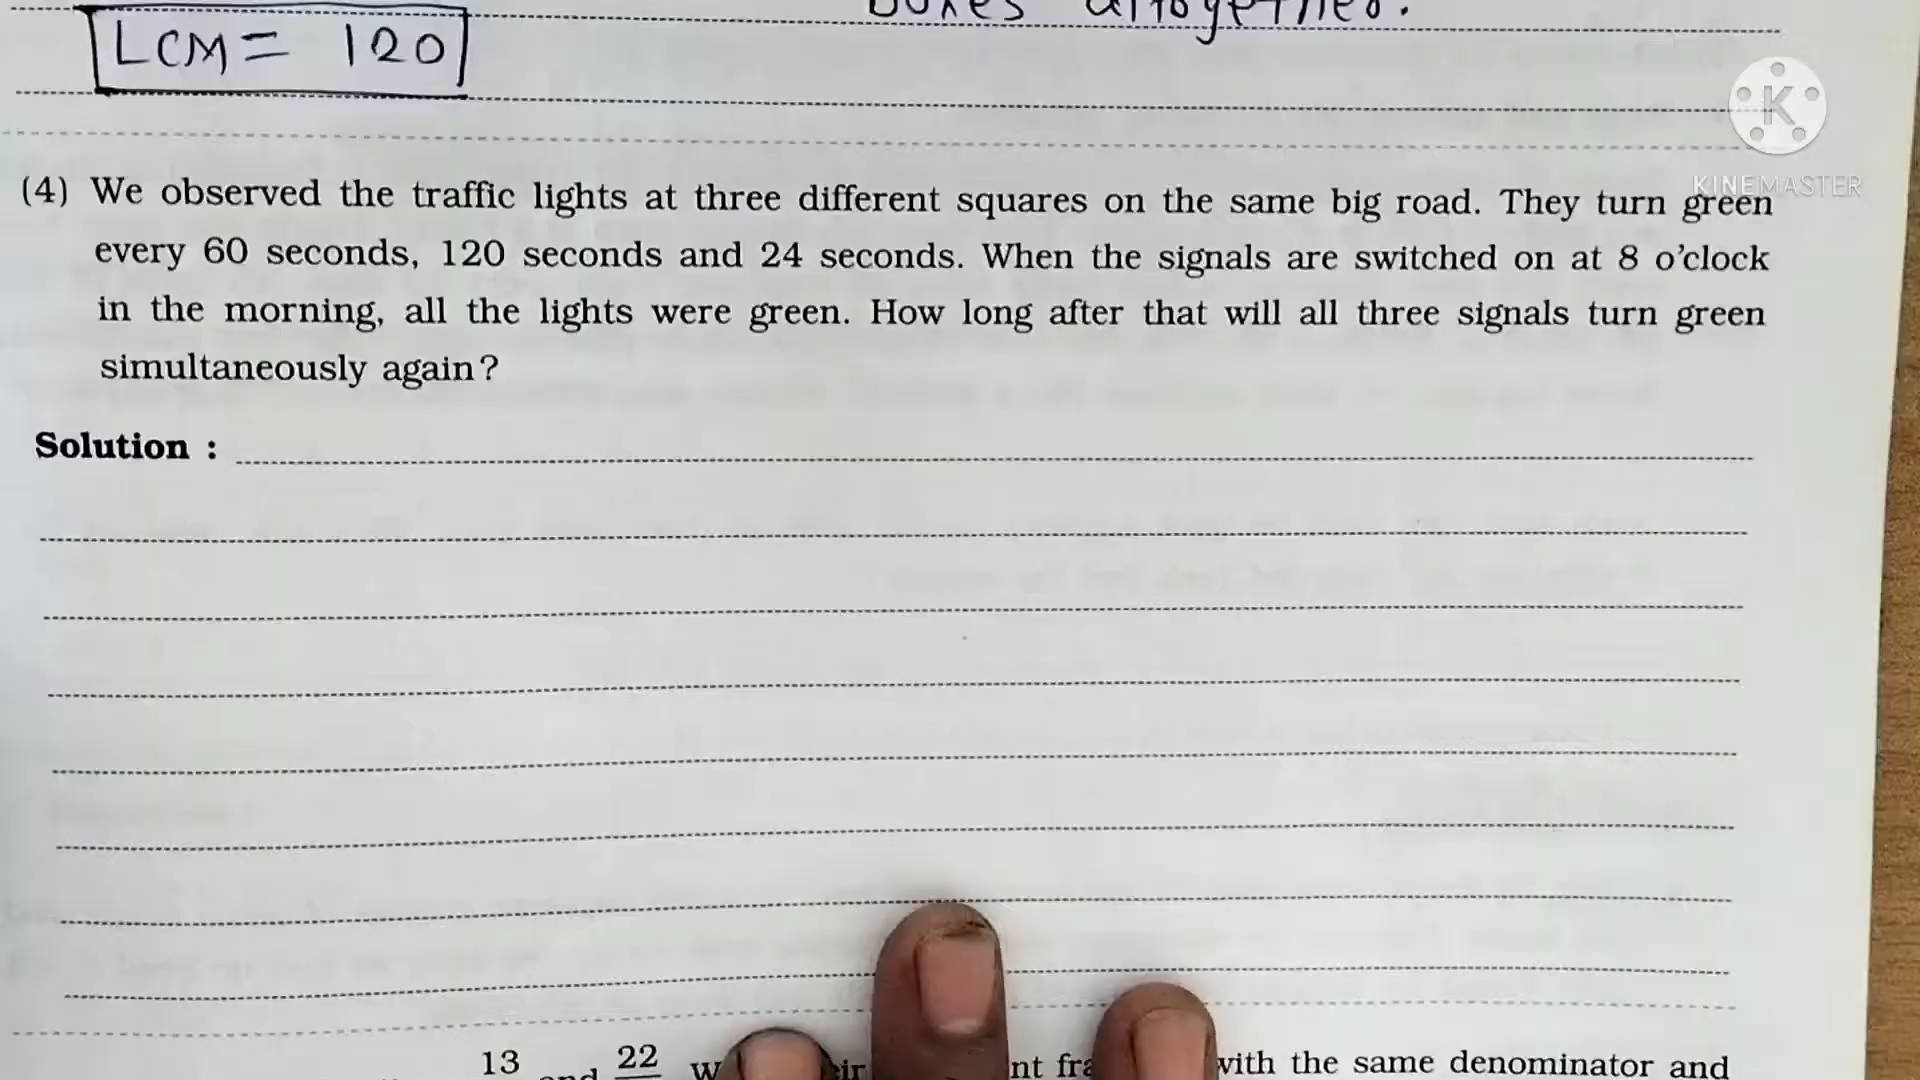 boxes altogether.
LCM = 120
K
KINEMASTER
(4) We observed the traffic lights at three different squares on the same big road. They turn green
every 60 seconds, 120 seconds and 24 seconds. When the signals are switched on at 8 o'clock
in the morning, all the lights were green. How long after that will all three signals turn green
simultaneously again?
Solution :
13 and 22
with the same denominator and